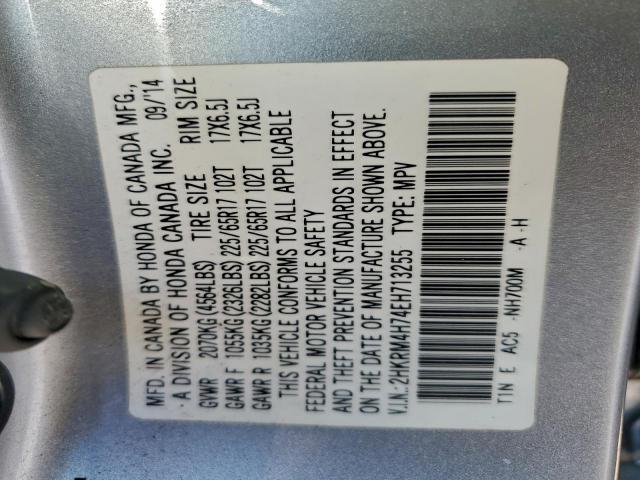 MFD. IN CANADA BY HONDA OF CANADA MFG.,
A DIVISION OF HONDA CANADA INC. 09/'14
GVWR 2070KG(4564LBS) TIRE SIZE RIM SIZE
GAWR F 1055KG(2326LBS) 225/65R17 102T 17X6.5J
GAWR R 1035KG(2282LBS) 225/65R17 102T 17X6.5J
THIS VEHICLE CONFORMS TO ALL APPLICABLE
FEDERAL MOTOR VEHICLE SAFETY
AND THEFT PREVENTION STANDARDS IN EFFECT
ON THE DATE OF MANUFACTURE SHOWN ABOVE.
V.I.N.: 2HKRM4H74EH713255 TYPE: MPV
T1N E AC5 -NH700M -A -H